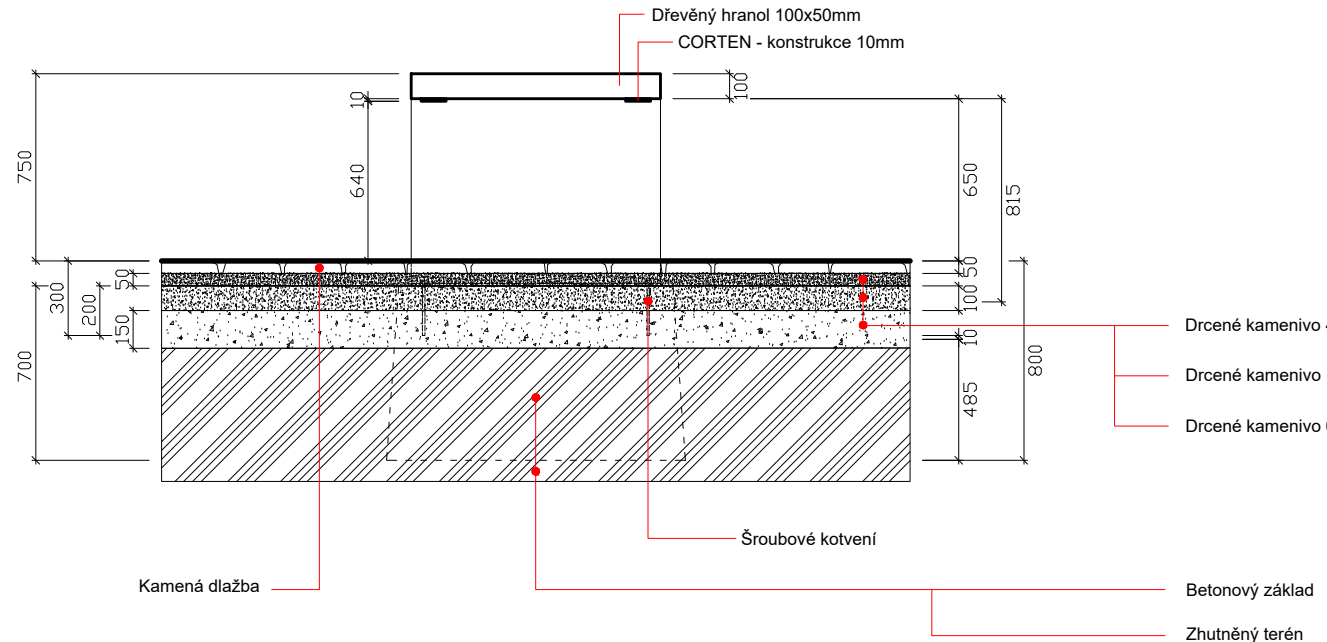 Dřevěný hranol 100x50mm
CORTEN - konstrukce 10mm
100
10
750
640
650
815
50
50
300
200
100
150
10
700
485
800
Drcené kamenivo
Drcené kamenivo
Drcené kamenivo
Šroubové kotvení
Kamená dlažba
Betonový základ
Zhutněný terén